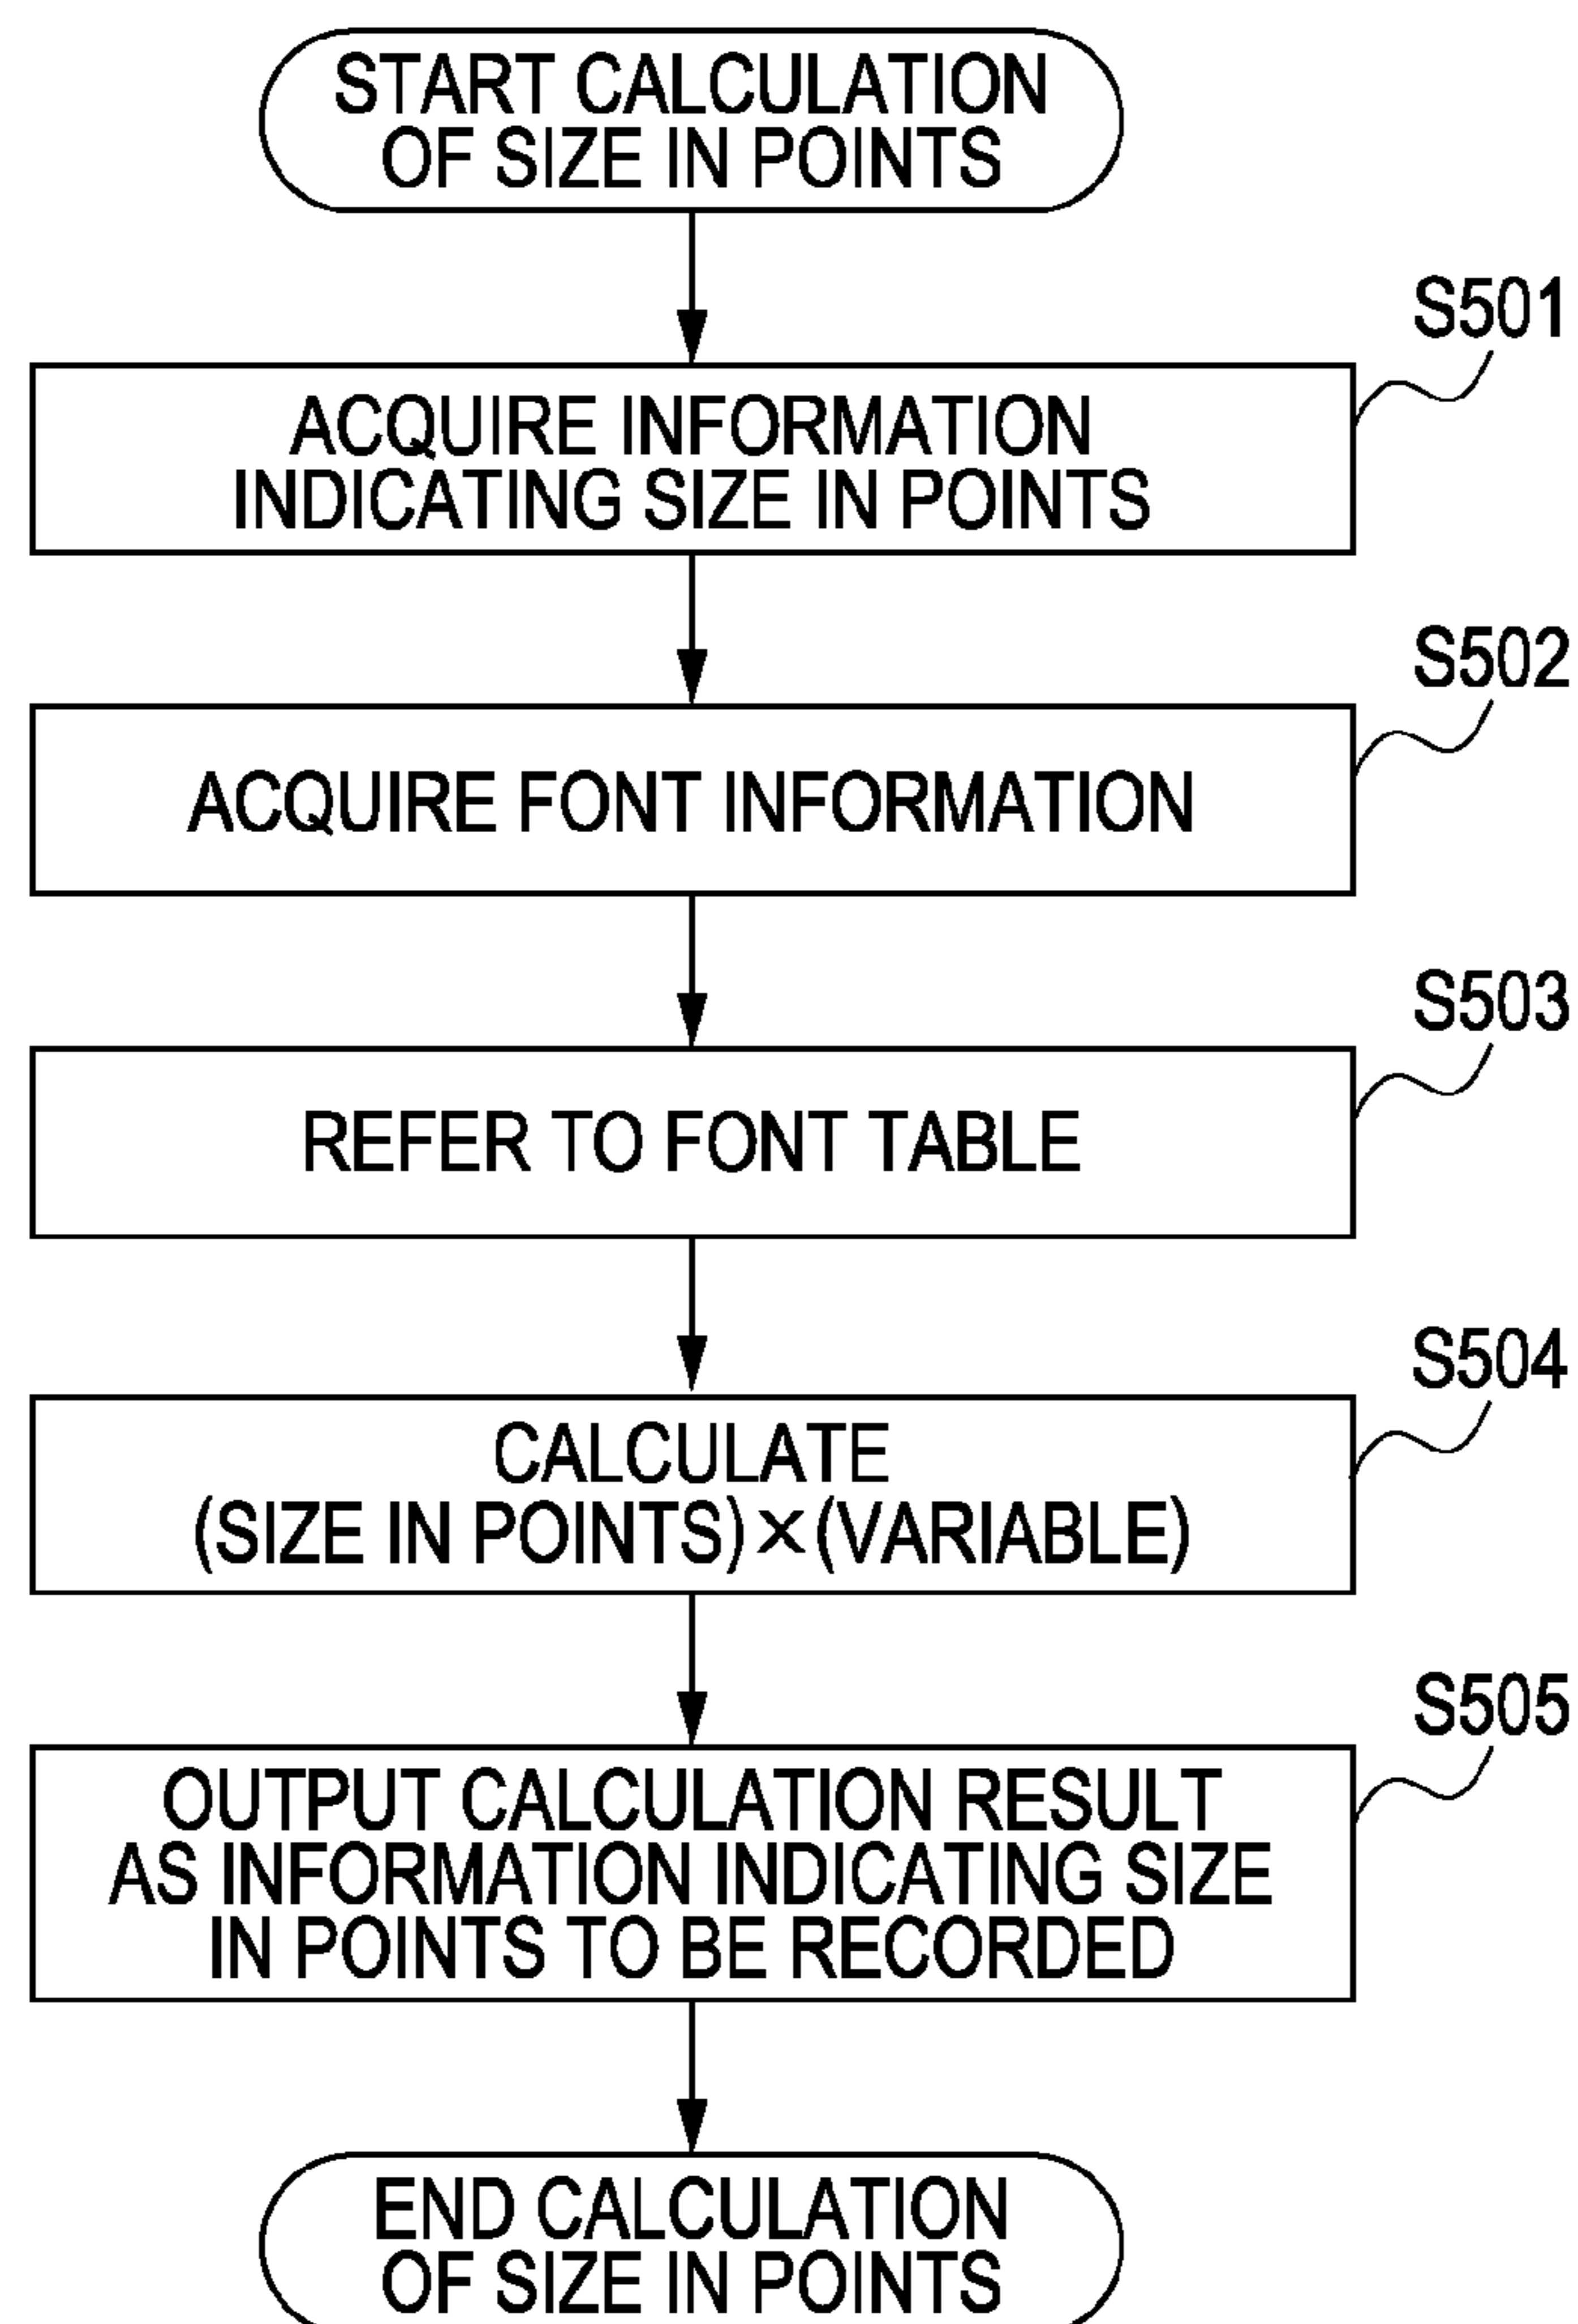 START CALCULATION
OF SIZE IN POINTS
S501
ACQUIRE INFORMATION
INDICATING SIZE IN POINTS
S502
ACQUIRE FONT INFORMATION
S503
REFER TO FONT TABLE
S504
CALCULATE
(SIZE IN POINTS)×(VARIABLE)
S505
OUTPUT CALCULATION RESULT
AS INFORMATION INDICATING SIZE
IN POINTS TO BE RECORDED
END CALCULATION
OF SIZE IN POINTS